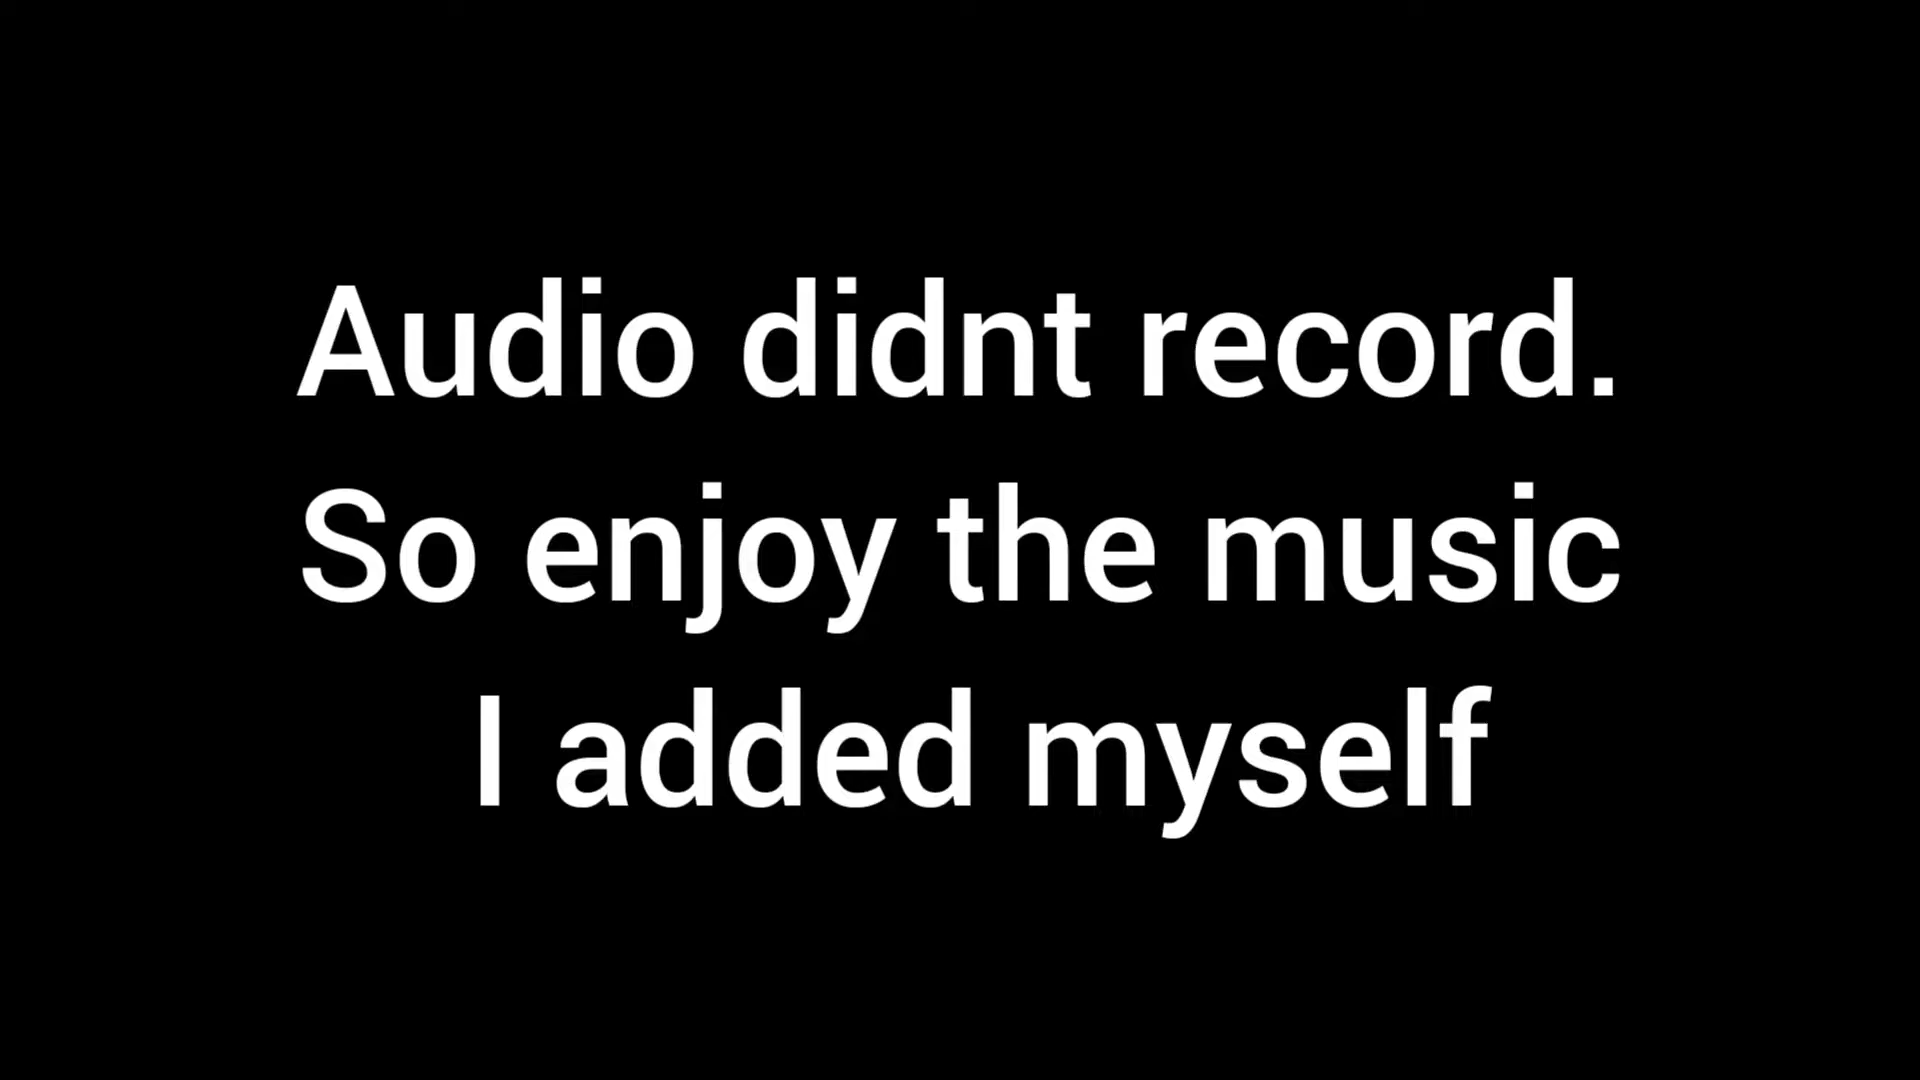 Audio didnt record.
So enjoy the music
I added myself